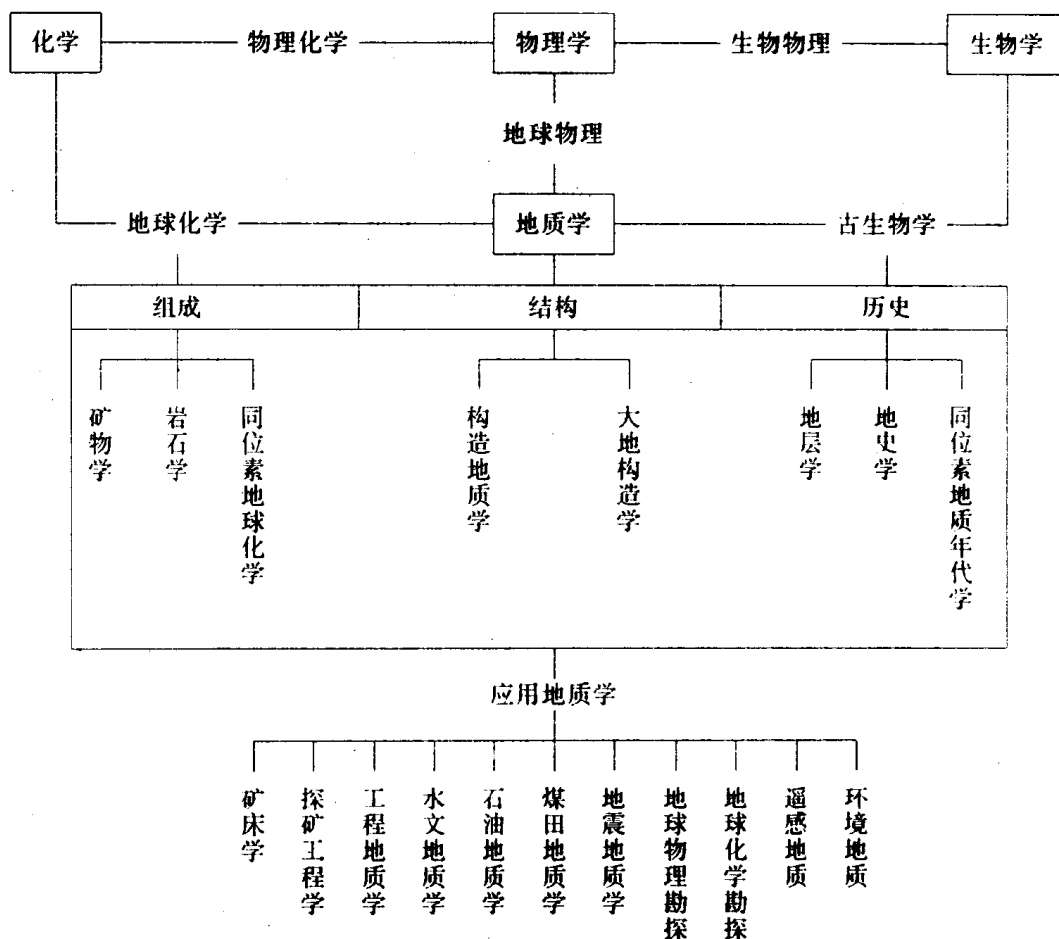 化学 物理化学 物理学 生物物理 生物学
地球物理
地球化学 地质学 古生物学
组成 结构 历史
矿物学
岩石学
同位素地球化学
构造地质学
大地构造学
地层学
地史学
同位素地质年代学
应用地质学
矿床学
探矿工程学
工程地质学
水文地质学
石油地质学
煤田地质学
地震地质学
地球物理勘探
地球化学勘探
遥感地质
环境地质